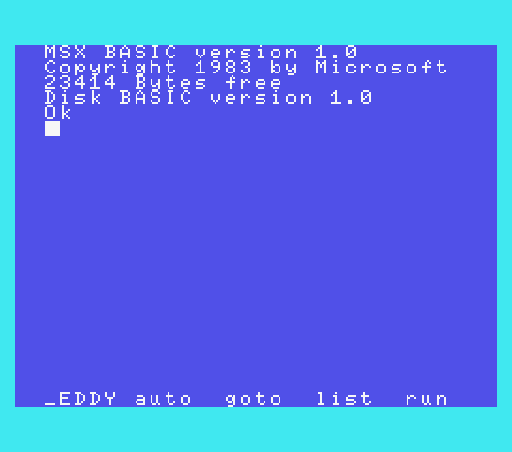 MSX BASIC version 1.0
Copyright 1983 by Microsoft
23414 Bytes free
Disk BASIC version 1.0
Ok
_EDDY auto goto list run